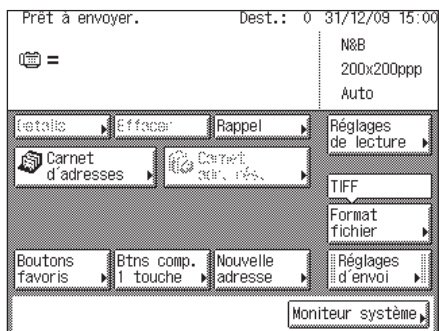 Prêt à envoyer. Dest.: 0 31/12/09 15:00
=
N&B
200x200ppp
Auto
Détails Effacer Rappel Réglages
de lecture
Carnet
d'adresses
Carnet
adr. rés.
TIFF
Format
fichier
Boutons
favoris
Btns comp.
1 touche
Nouvelle
adresse
Réglages
d'envoi
Moniteur système